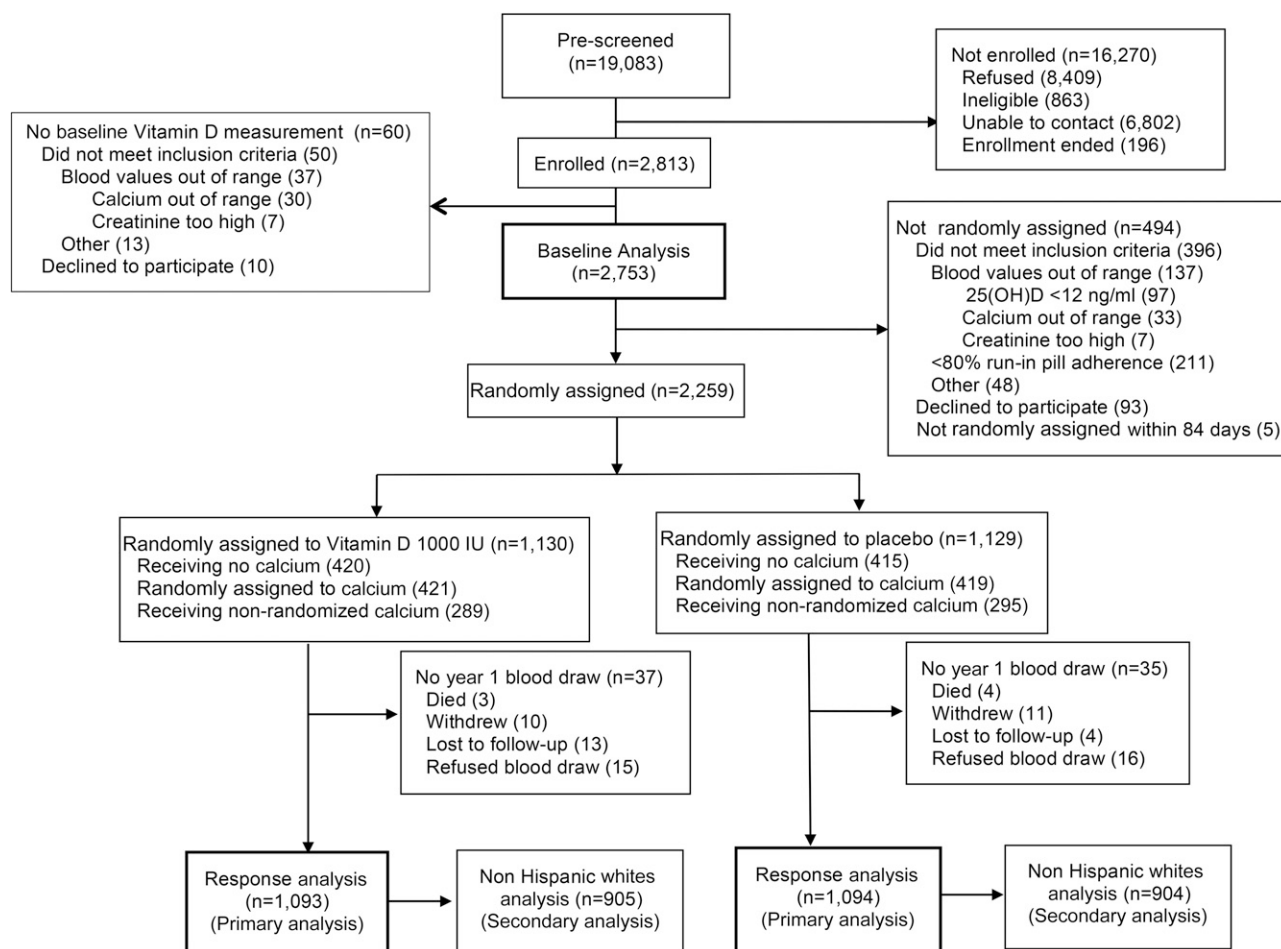 Pre-screened
(n=19,083)
Not enrolled (n=16,270)
Refused (8,409)
Ineligible (863)
Unable to contact (6,802)
Enrollment ended (196)
No baseline Vitamin D measurement (n=60)
Did not meet inclusion criteria (50)
Blood values out of range (37)
Calcium out of range (30)
Creatinine too high (7)
Other (13)
Declined to participate (10)
Enrolled (n=2,813)
Baseline Analysis
(n=2,753)
Not randomly assigned (n=494)
Did not meet inclusion criteria (396)
Blood values out of range (137)
25(OH)D <12 ng/ml (97)
Calcium out of range (33)
Creatinine too high (7)
<80% run-in pill adherence (211)
Other (48)
Declined to participate (93)
Not randomly assigned within 84 days (5)
Randomly assigned (n=2,259)
Randomly assigned to Vitamin D 1000 IU (n=1,130)
Receiving no calcium (420)
Randomly assigned to calcium (421)
Receiving non-randomized calcium (289)
Randomly assigned to placebo (n=1,129)
Receiving no calcium (415)
Randomly assigned to calcium (419)
Receiving non-randomized calcium (295)
No year 1 blood draw (n=37)
Died (3)
Withdrew (10)
Lost to follow-up (13)
Refused blood draw (15)
No year 1 blood draw (n=35)
Died (4)
Withdrew (11)
Lost to follow-up (4)
Refused blood draw (16)
Response analysis
(n=1,093)
(Primary analysis)
Non Hispanic whites
analysis (n=905)
(Secondary analysis)
Response analysis
(n=1,094)
(Primary analysis)
Non Hispanic whites
analysis (n=904)
(Secondary analysis)